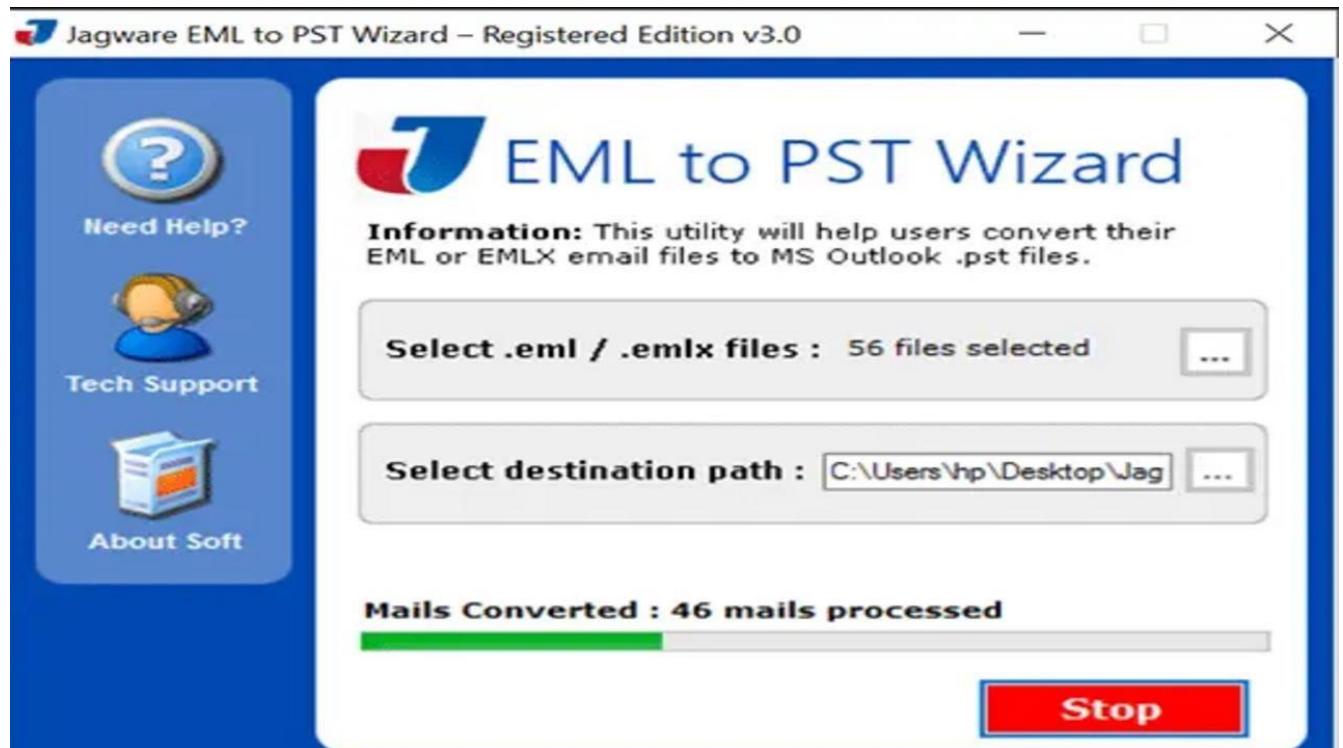 Jagware EML to PST Wizard – Registered Edition v3.0
Need Help?
Tech Support
About Soft
EML to PST Wizard
Information: This utility will help users convert their
EML or EMLX email files to MS Outlook .pst files.
Select .eml / .emlx files : 56 files selected ...
Select destination path : C:\Users\hp\Desktop\Jag ...
Mails Converted : 46 mails processed
Stop